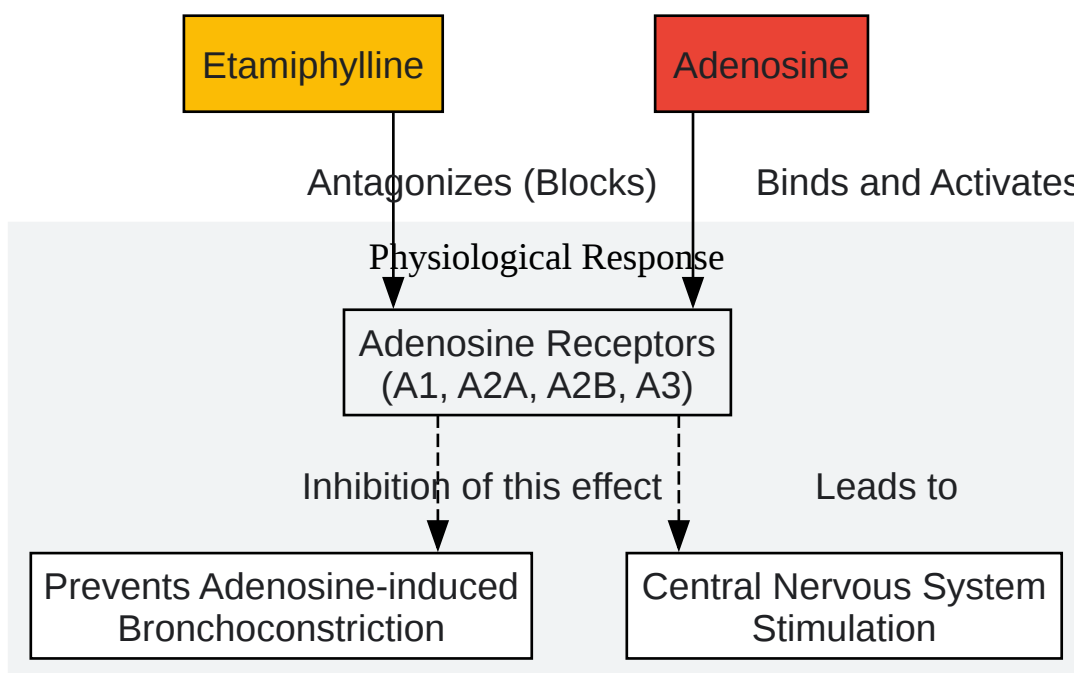 Etamiphylline
Adenosine
Antagonizes (Blocks)
Binds and Activates
Physiological Response
Adenosine Receptors
(A1, A2A, A2B, A3)
Inhibition of this effect
Leads to
Prevents Adenosine-induced
Bronchoconstriction
Central Nervous System
Stimulation